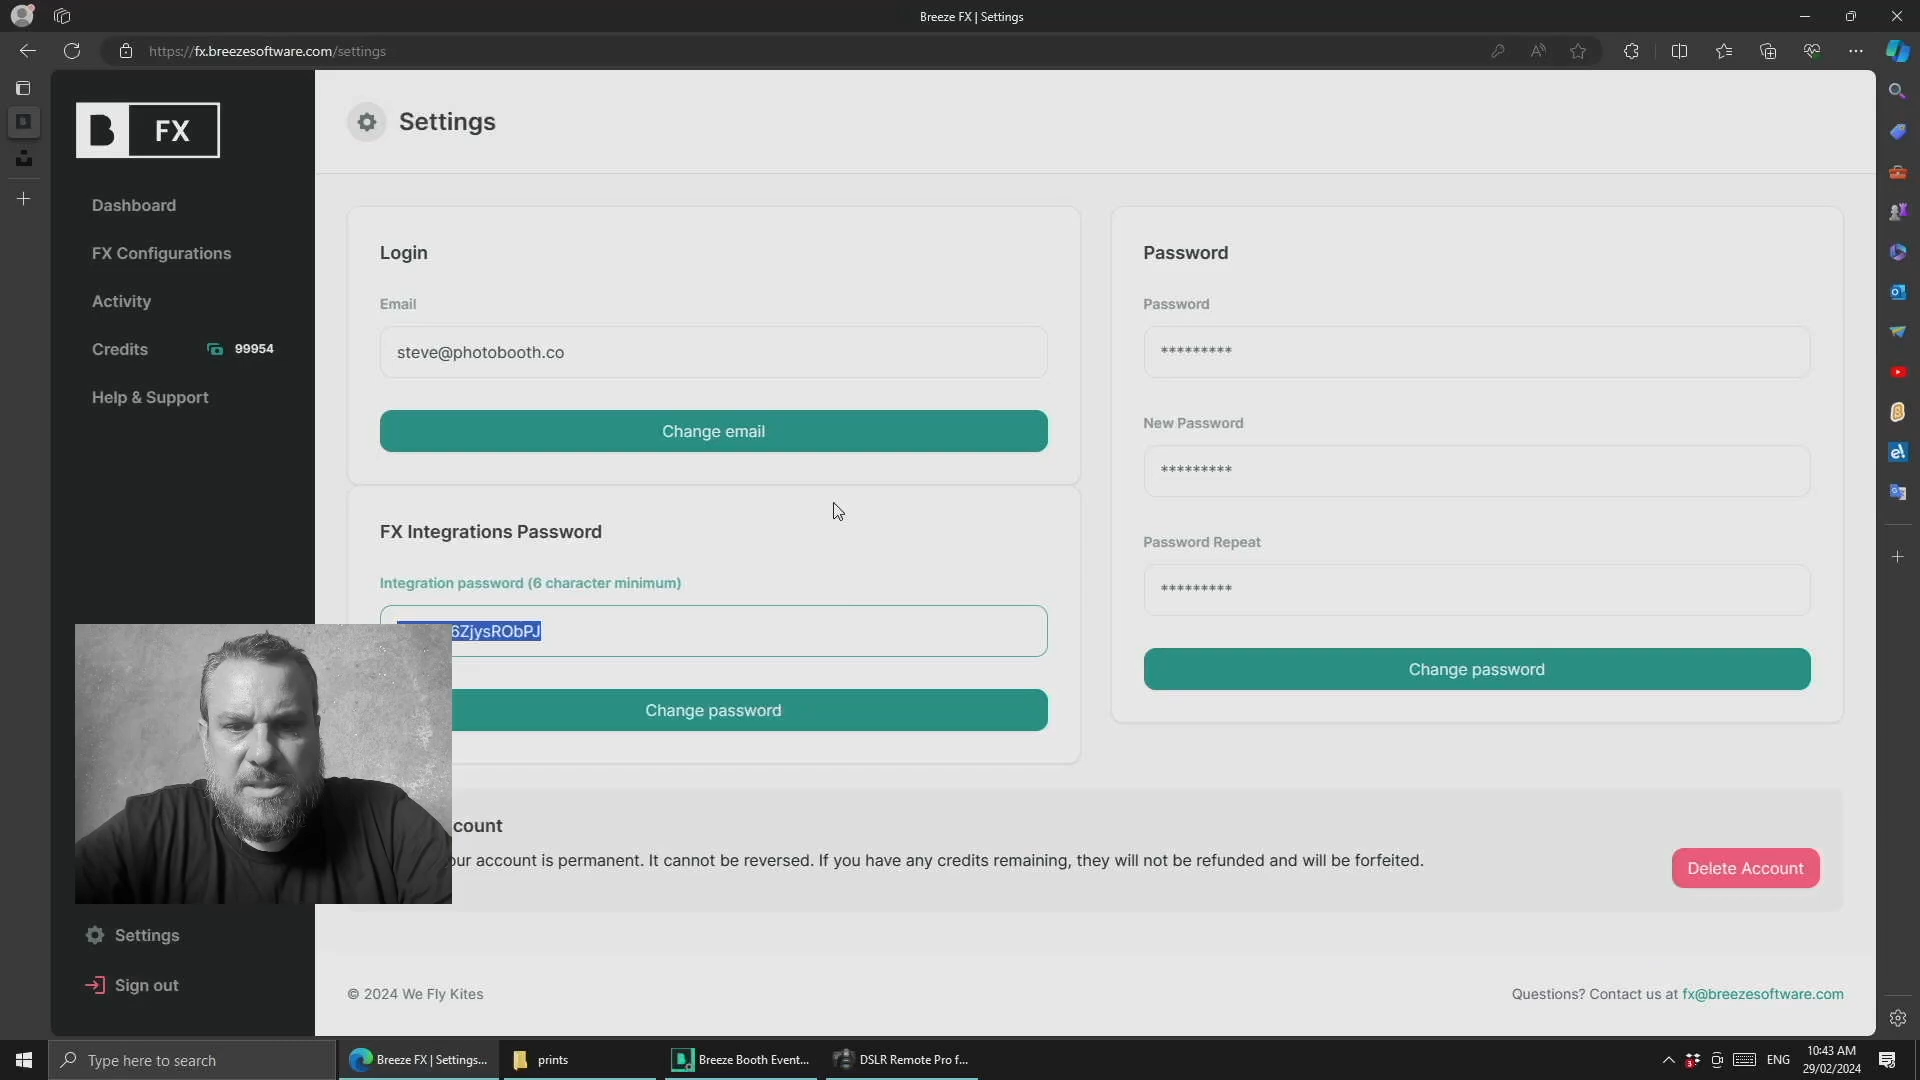 Breeze FX | Settings
https://fx.breezesoftware.com/settings
B FX
Settings
Dashboard
FX Configurations
Activity
Credits 99954
Help & Support
Login
Email
steve@photobooth.co
Change email
FX Integrations Password
Integration password (6 character minimum)
6ZjysRObPJ
Change password
Password
Password
*********
New Password
*********
Password Repeat
*********
Change password
count
our account is permanent. It cannot be reversed. If you have any credits remaining, they will not be refunded and will be forfeited.
Delete Account
Settings
Sign out
© 2024 We Fly Kites
Questions? Contact us at fx@breezesoftware.com
Type here to search
Breeze FX | Settings...
prints
Breeze Booth Event...
DSLR Remote Pro f...
ENG
10:43 AM
29/02/2024